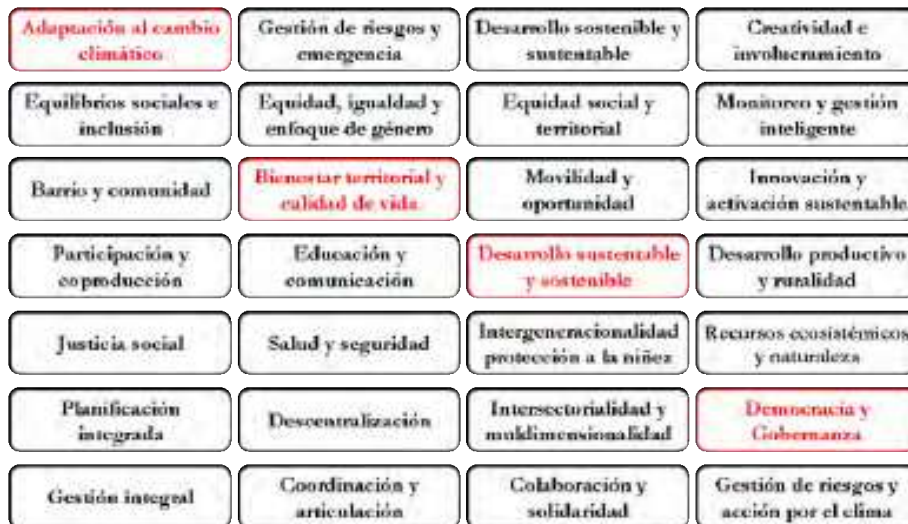 Adaptación al cambio
climático
Gestión de riesgos y
emergencia
Desarrollo sostenible y
sustentable
Creatividad e
involucramiento
Equilibrios sociales e
inclusión
Equidad, igualdad y
enfoque de género
Equidad social y
territorial
Monitoreo y gestión
inteligente
Barrio y comunidad
Bienestar territorial y
calidad de vida
Movilidad y
oportunidad
Innovación y
activación sustentable
Participación y
coproducción
Educación y
comunicación
Desarrollo sustentable
y sostenible
Desarrollo productivo
y ruralidad
Justicia social
Salud y seguridad
Intergeneracionalidad
protección a la niñez
Recursos ecosistémicos
y naturaleza
Planificación
integrada
Descentralización
Intersectorialidad y
multidimensionalidad
Democracia y
Gobernanza
Gestión integral
Coordinación y
articulación
Colaboración y
solidaridad
Gestión de riesgos y
acción por el clima